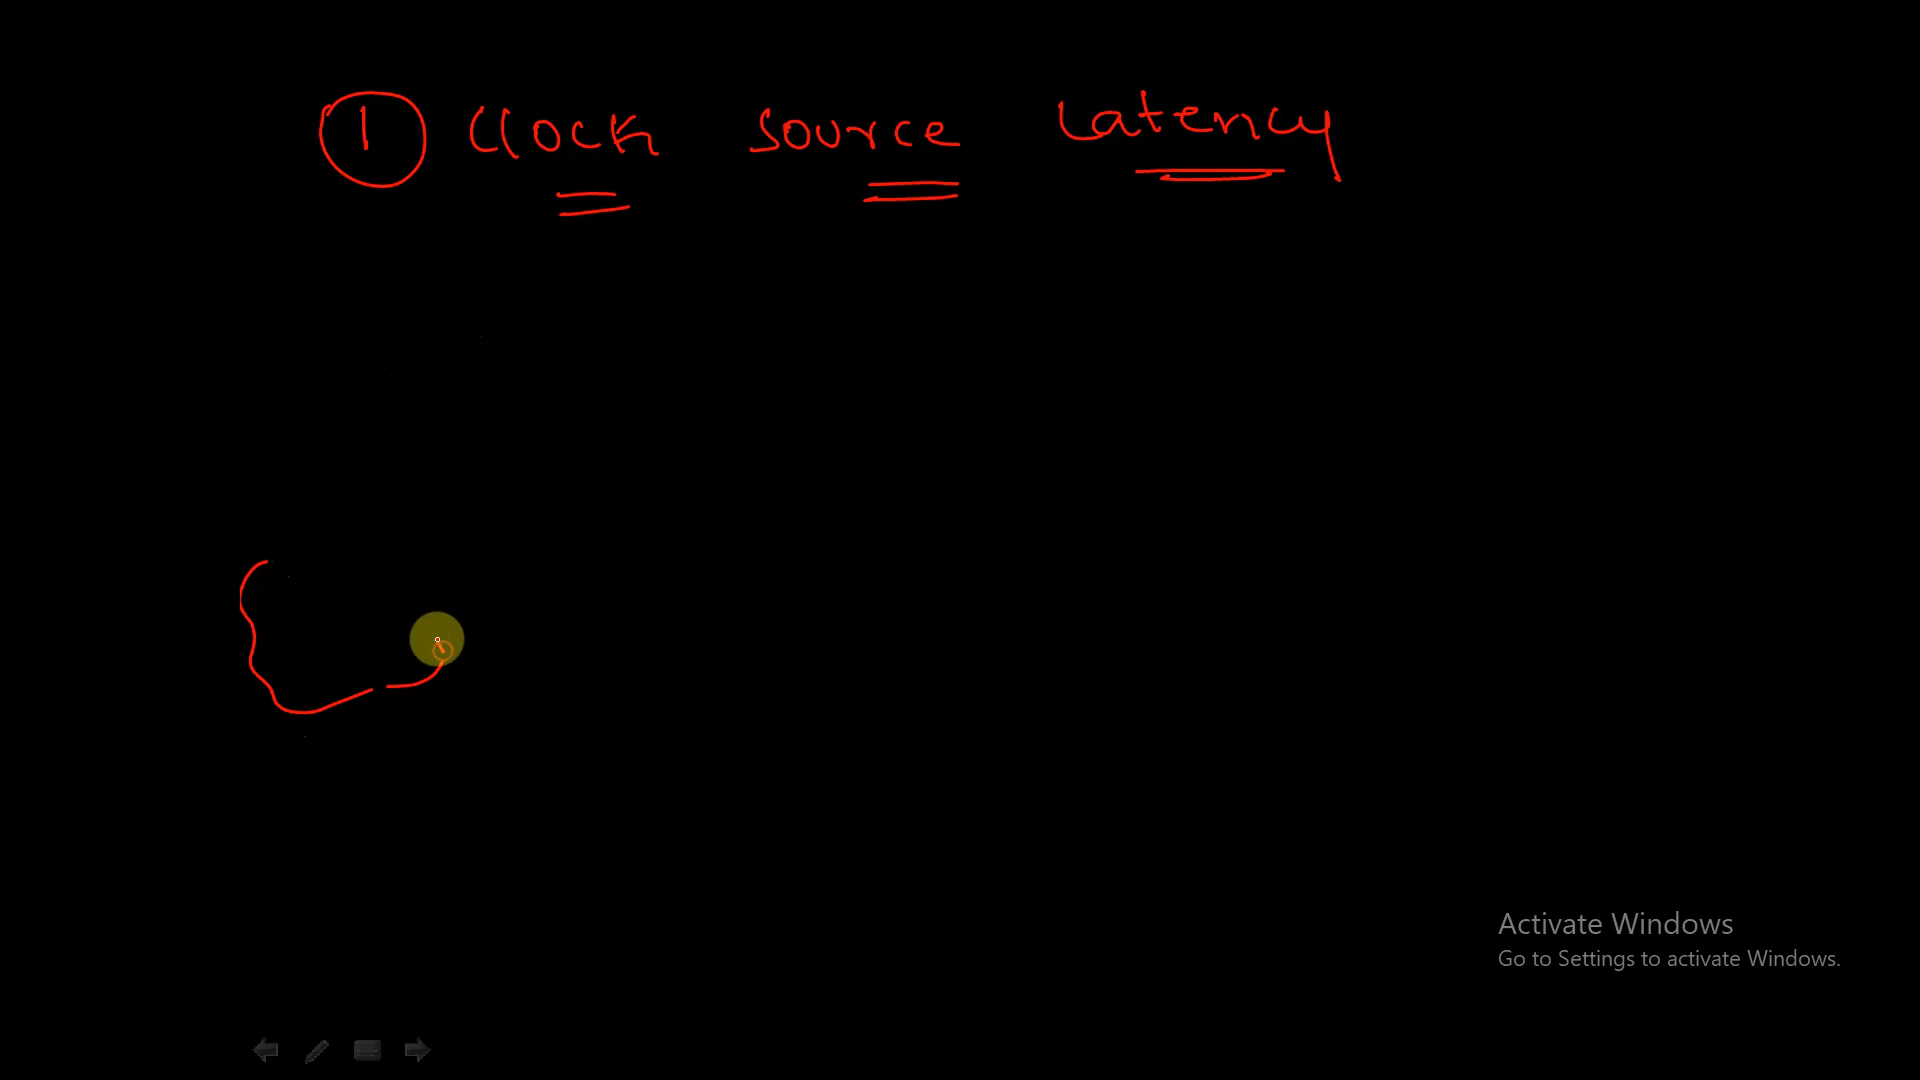 1 Clock source Latency
Activate Windows
Go to Settings to activate Windows.